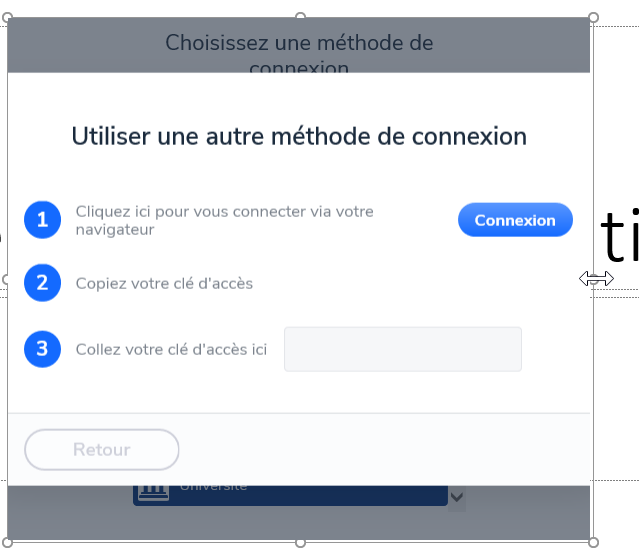 Choisissez une méthode de
connexion
Utiliser une autre méthode de connexion
1 Cliquez ici pour vous connecter via votre
navigateur
Connexion
ti
2 Copiez votre clé d'accès
3 Collez votre clé d'accès ici
Retour
Université